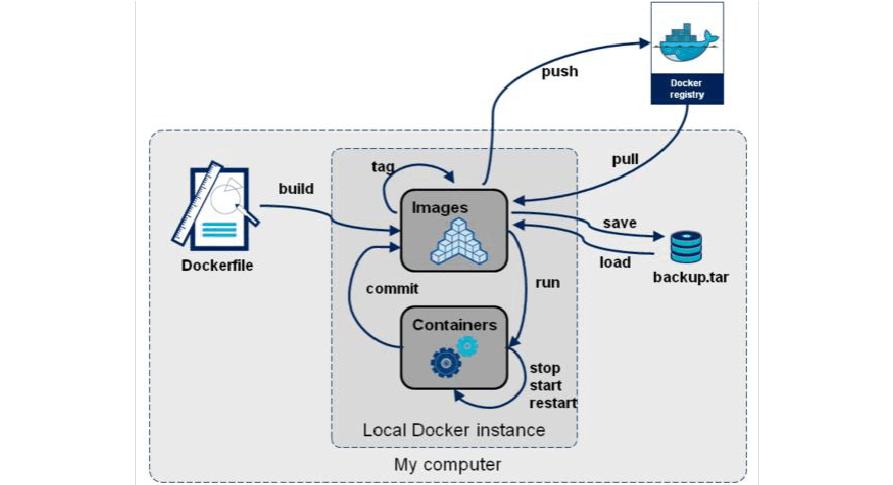 push
Docker
registry
pull
tag
build
Images
save
load
backup.tar
Dockerfile
commit
run
Containers
stop
start
restart
Local Docker instance
My computer